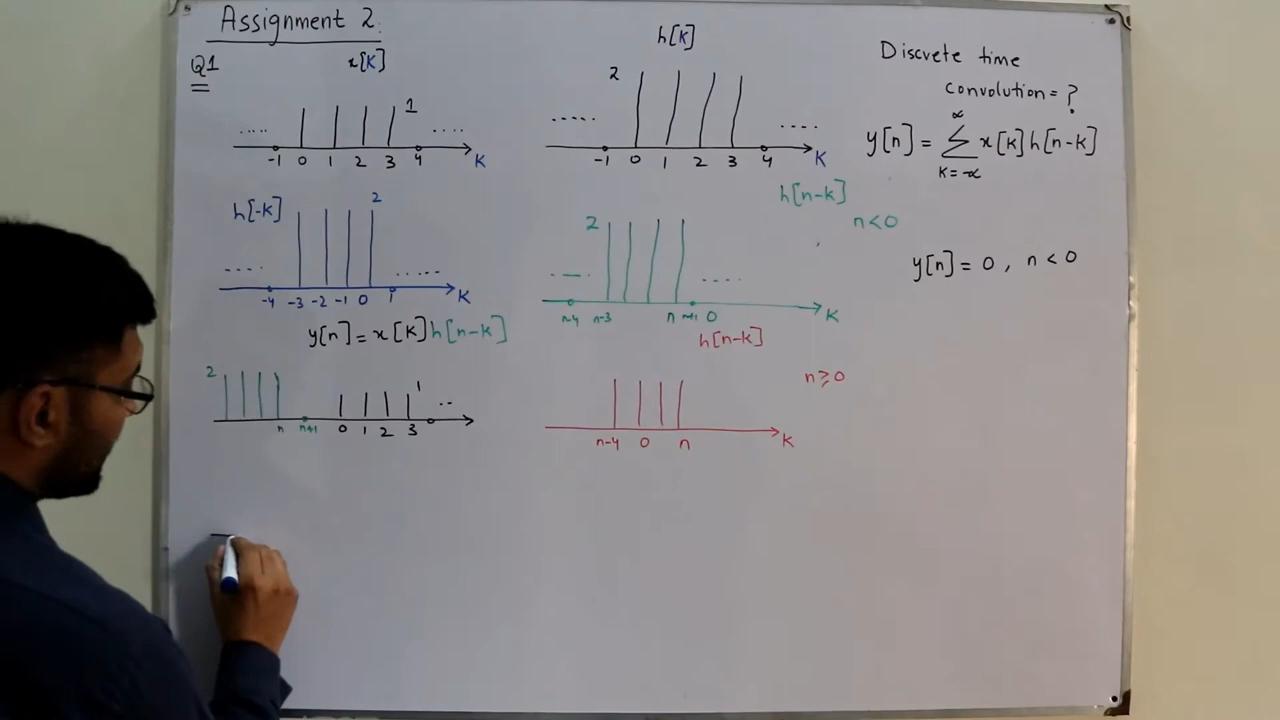 Assignment 2.
Q1
x[K]
1
-1 0 1 2 3 4 K
h[K]
2
-1 0 1 2 3 4 K
Discrete time
convolution = ?
y[n] = ∑ x[k] h[n-k]
∝
K = -∝
h[-k]
2
-4 -3 -2 -1 0 1 K
h[n-k]
n<0
2
n-4 n-3 n n+1 0 K
y[n] = 0 , n < 0
y[n] = x[k] h[n-k]
2
1
n n+1 0 1 2 3
h[n-k]
n ≥ 0
n-4 0 n K